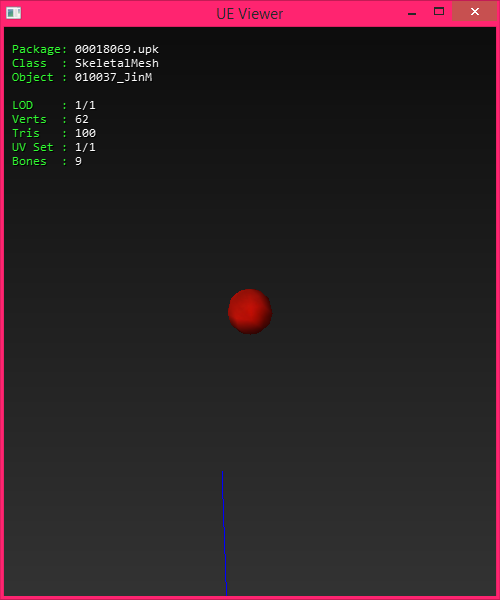 UE Viewer
Package: 00018069.upk
Class  : SkeletalMesh
Object : 010037_JinM
LOD    : 1/1
Verts  : 62
Tris   : 100
UV Set : 1/1
Bones  : 9